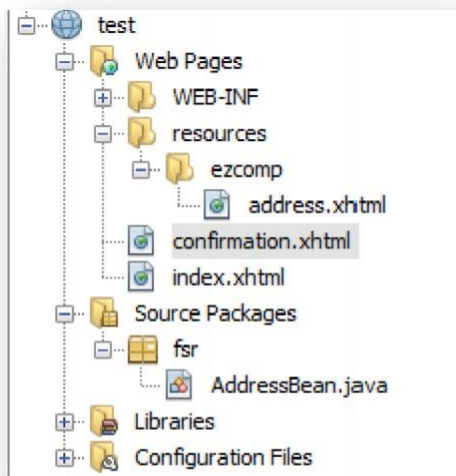 test
Web Pages
WEB-INF
resources
ezcomp
address.xhtml
confirmation.xhtml
index.xhtml
Source Packages
fsr
AddressBean.java
Libraries
Configuration Files